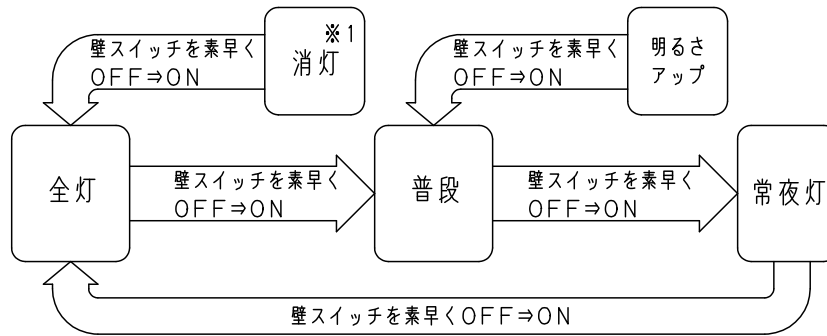 壁スイッチを素早く
OFF⇒ON
※1
消灯
壁スイッチを素早く
OFF⇒ON
明るさ
アップ
全灯
壁スイッチを素早く
OFF⇒ON
普段
壁スイッチを素早く
OFF⇒ON
常夜灯
壁スイッチを素早くOFF⇒ON